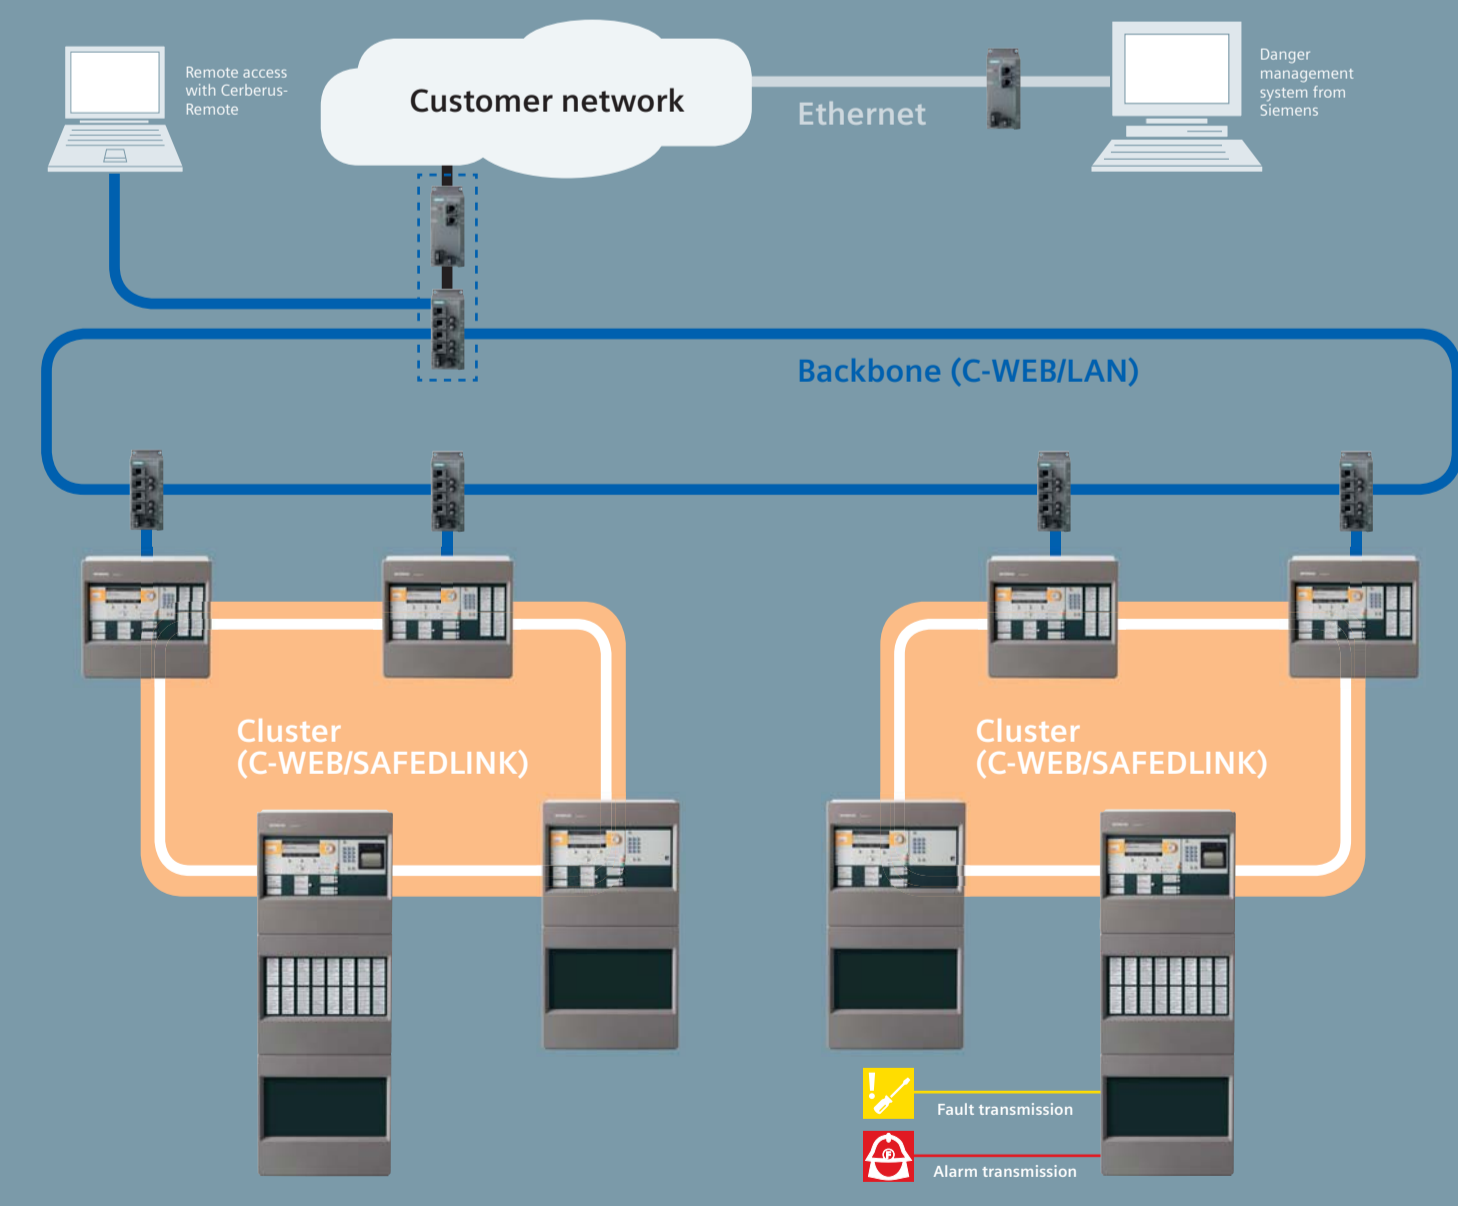 Remote access
with Cerberus-
Remote
Customer network
Ethernet
Danger
management
system from
Siemens
Backbone (C-WEB/LAN)
Cluster
(C-WEB/SAFEDLINK)
Cluster
(C-WEB/SAFEDLINK)
Fault transmission
Alarm transmission